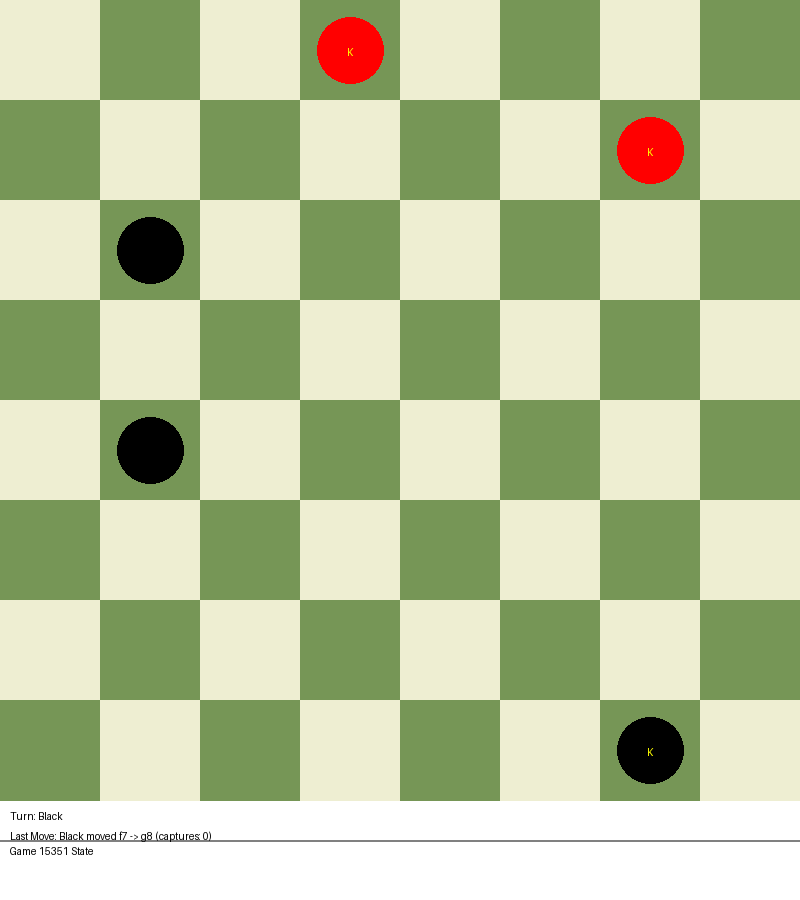 K
K
K
Turn: Black
Last Move: Black moved f7 -> g8 (captures: 0)
Game 15351 State